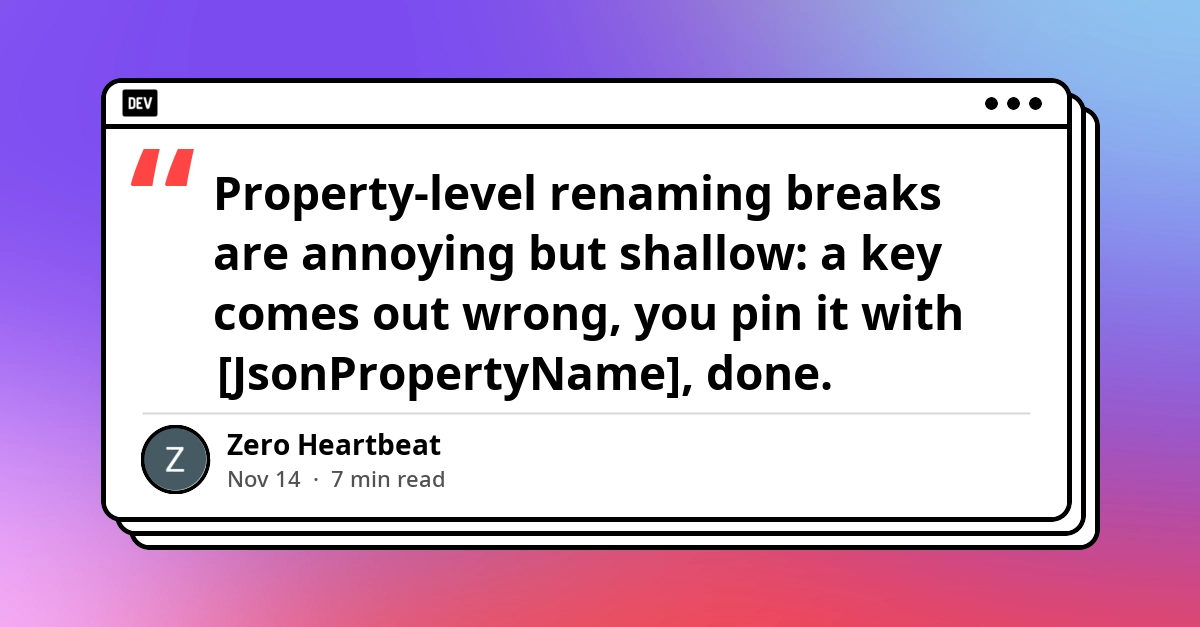 DEV
“
Property-level renaming breaks
are annoying but shallow: a key
comes out wrong, you pin it with
[JsonPropertyName], done.
Z
Zero Heartbeat
Nov 14 · 7 min read